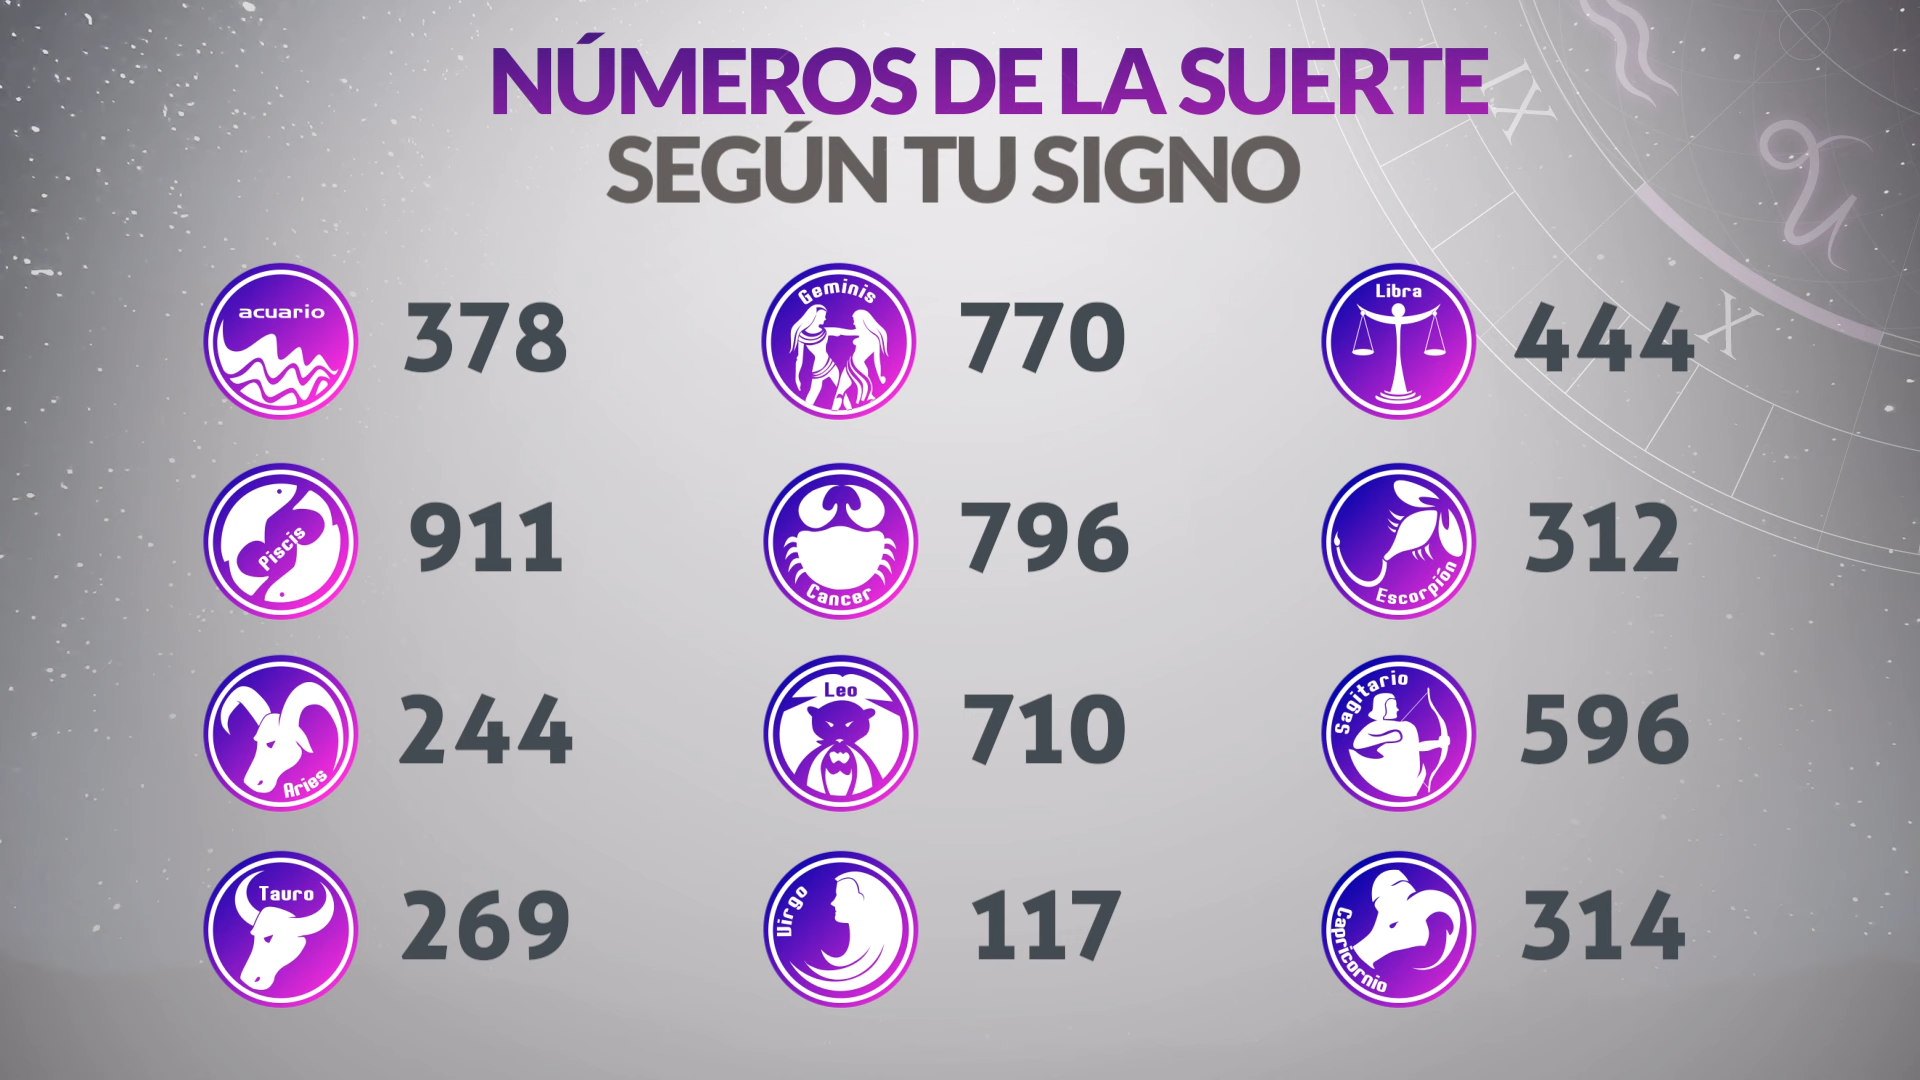 NÚMEROS DE LA SUERTE
SEGÚN TU SIGNO
acuario 378
Geminis 770
Libra 444
Piscis 911
Cancer 796
Escorpión 312
Aries 244
Leo 710
Sagitario 596
Tauro 269
Virgo 117
Capricornio 314
IX
X